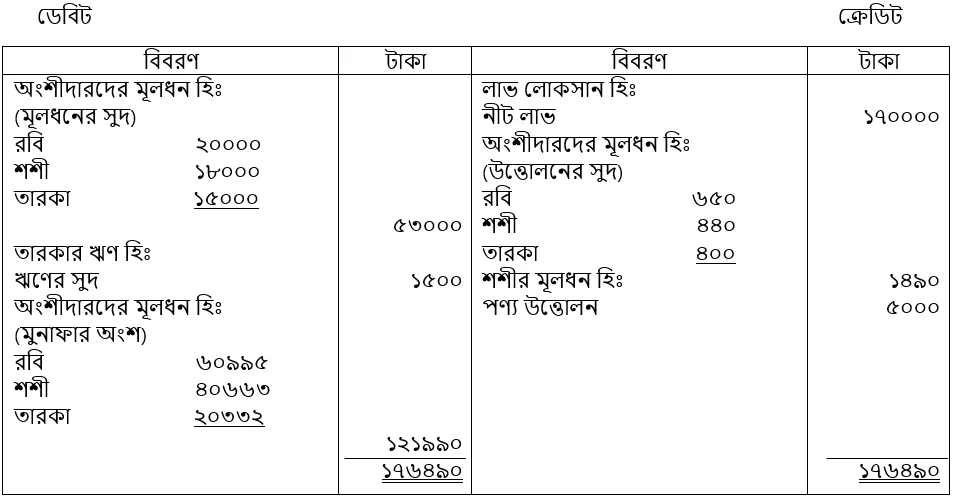 ডেবিট ক্রেডিট
বিবরণ টাকা বিবরণ টাকা
অংশীদারদের মূলধন হিঃ লাভ লোকসান হিঃ
(মূলধনের সুদ) নীট লাভ ১৭০০০০
রবি ২০০০০ অংশীদারদের মূলধন হিঃ
শশী ১৮০০০ (উত্তোলনের সুদ)
তারকা ১৫০০০ রবি ৬৫০
৫৩০০০ শশী ৪৪০
তারকার ঋণ হিঃ তারকা ৪০০
ঋণের সুদ ১৫০০ শশীর মূলধন হিঃ ১৪৯০
অংশীদারদের মূলধন হিঃ পণ্য উত্তোলন ৫০০০
(মুনাফার অংশ)
রবি ৬০৯৯৫
শশী ৪০৬৬৩
তারকা ২০৩৩২
১২১৯৯০
১৭৬৪৯০ ১৭৬৪৯০